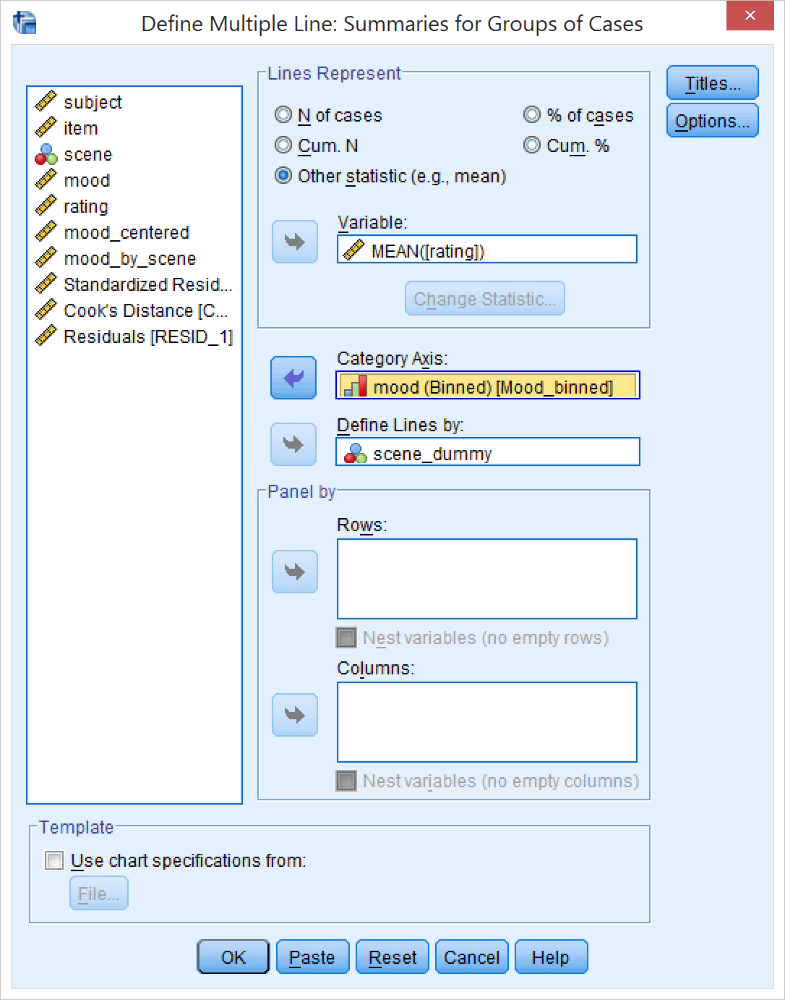 Define Multiple Line: Summaries for Groups of Cases
subject
item
scene
mood
rating
mood_centered
mood_by_scene
Standardized Resid...
Cook's Distance [C...
Residuals [RESID_1]
Lines Represent
N of cases
% of cases
Cum. N
Cum. %
Other statistic (e.g., mean)
Variable:
MEAN([rating])
Change Statistic...
Category Axis:
mood (Binned) [Mood_binned]
Define Lines by:
scene_dummy
Panel by
Rows:
Nest variables (no empty rows)
Columns:
Nest variables (no empty columns)
Titles...
Options...
Template
Use chart specifications from:
File...
OK
Paste
Reset
Cancel
Help